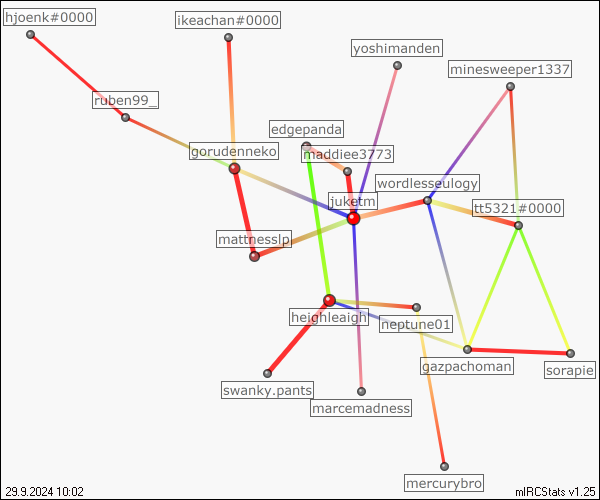 hjoenk#0000
ikeachan#0000
yoshimanden
minesweeper1337
ruben99_
edgepanda
gorudenneko
maddiee3773
wordlesseulogy
juketm
tt5321#0000
mattnesslp
heighleaigh
neptune01
gazpachoman
sorapie
swanky.pants
marcemadness
mercurybro
29.9.2024 10:02
mIRCStats v1.25